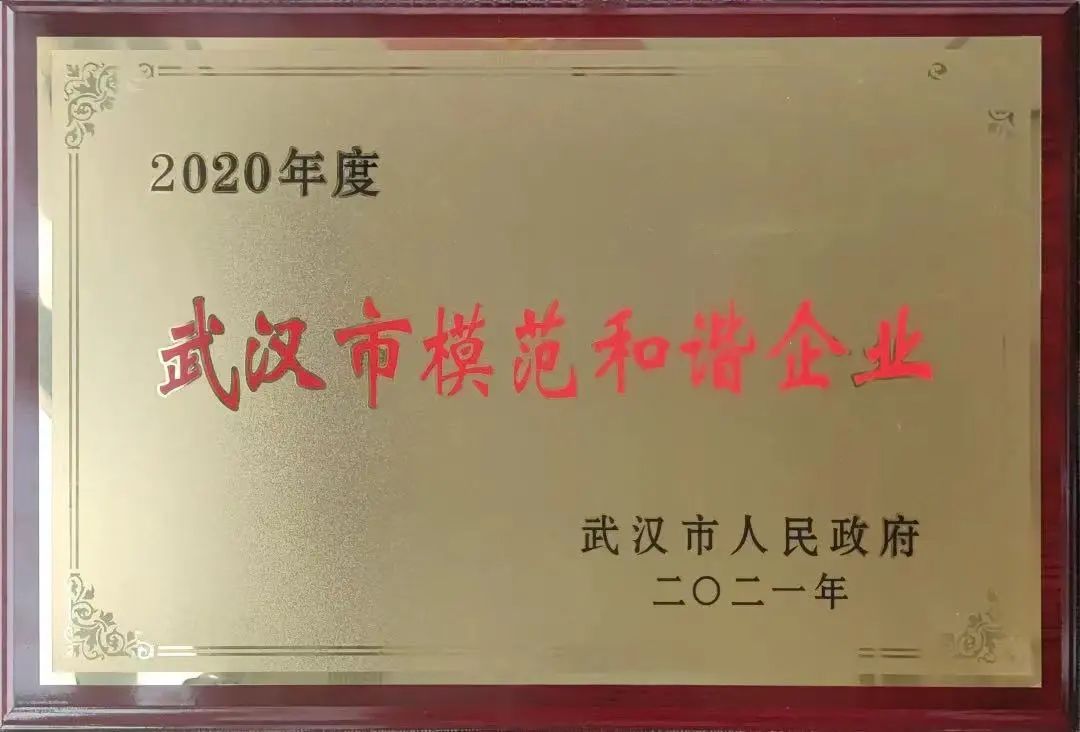 2020年度
武汉市模范和谐企业
武汉市人民政府
二〇二一年